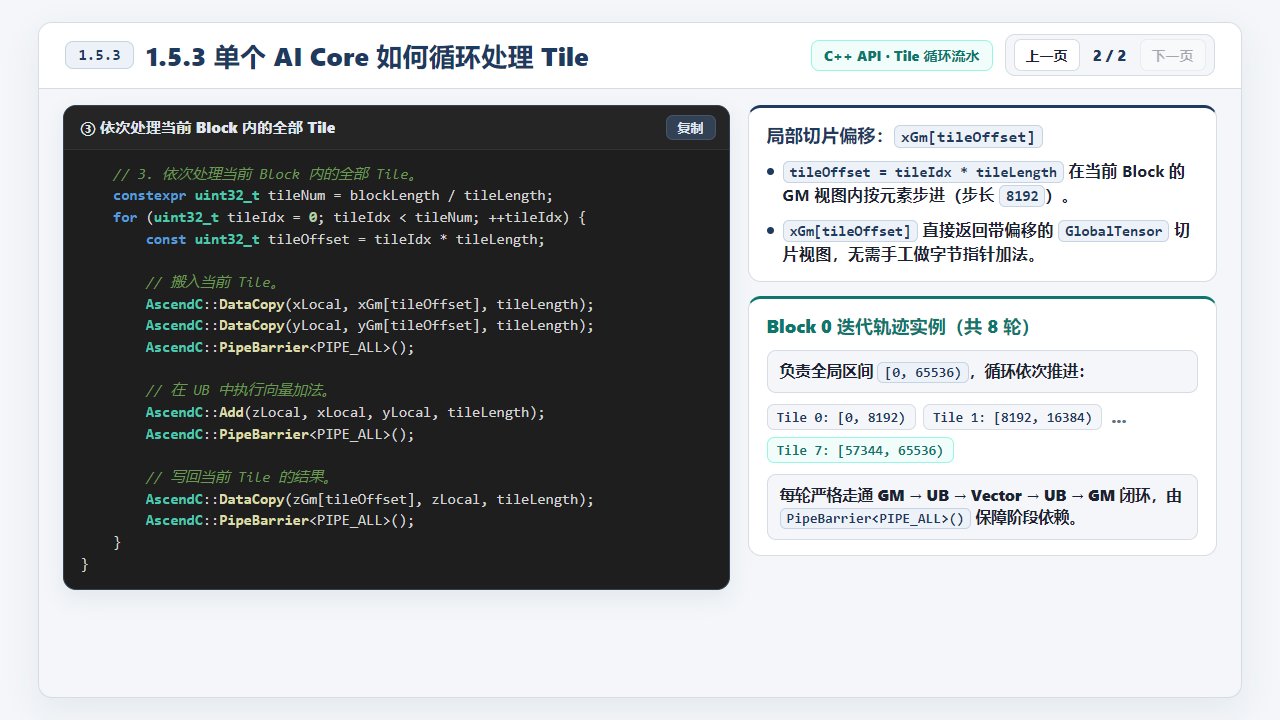 1.5.3
1.5.3 单个 AI Core 如何循环处理 Tile
C++ API · Tile 循环流水
上一页
2 / 2
下一页
③ 依次处理当前 Block 内的全部 Tile
复制
// 3. 依次处理当前 Block 内的全部 Tile。
constexpr uint32_t tileNum = blockLength / tileLength;
for (uint32_t tileIdx = 0; tileIdx < tileNum; ++tileIdx) {
const uint32_t tileOffset = tileIdx * tileLength;
// 搬入当前 Tile。
AscendC::DataCopy(xLocal, xGm[tileOffset], tileLength);
AscendC::DataCopy(yLocal, yGm[tileOffset], tileLength);
AscendC::PipeBarrier<PIPE_ALL>();
// 在 UB 中执行向量加法。
AscendC::Add(zLocal, xLocal, yLocal, tileLength);
AscendC::PipeBarrier<PIPE_ALL>();
// 写回当前 Tile 的结果。
AscendC::DataCopy(zGm[tileOffset], zLocal, tileLength);
AscendC::PipeBarrier<PIPE_ALL>();
}
}
局部切片偏移：xGm[tileOffset]
• tileOffset = tileIdx * tileLength 在当前 Block 的
GM 视图内按元素步进（步长 8192）。
• xGm[tileOffset] 直接返回带偏移的 GlobalTensor 切
片视图，无需手工做字节指针加法。
Block 0 迭代轨迹实例（共 8 轮）
负责全局区间 [0, 65536)，循环依次推进：
Tile 0: [0, 8192) Tile 1: [8192, 16384) …
Tile 7: [57344, 65536)
每轮严格走通 GM → UB → Vector → UB → GM 闭环，由
PipeBarrier<PIPE_ALL>() 保障阶段依赖。